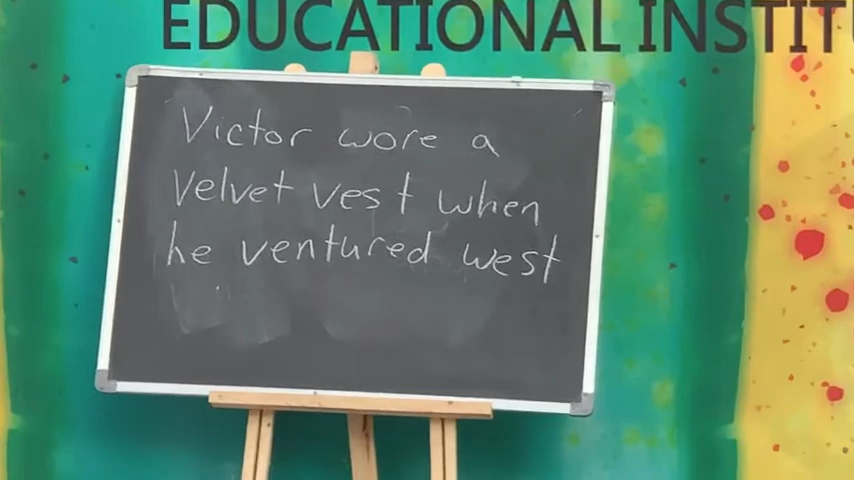 EDUCATIONAL INSTIT
Victor wore a
Velvet vest when
he ventured west